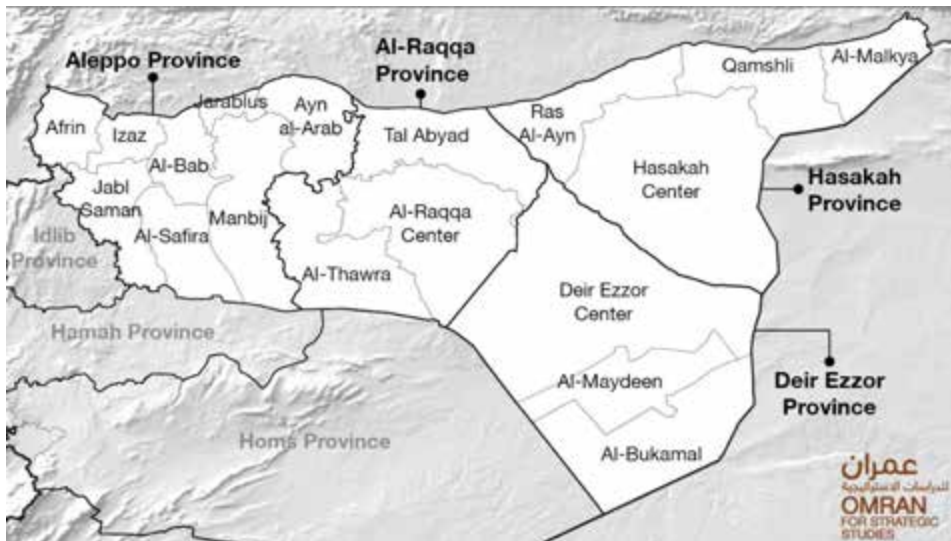 Aleppo Province
Al-Raqqa
Province
Qamshli
Al-Malkya
Jarablus
Ayn
al-Arab
Afrin
Izaz
Tal Abyad
Ras
Al-Ayn
Al-Bab
Hasakah
Center
Hasakah
Province
Jabl
Saman
Manbij
Al-Raqqa
Center
Idlib
Province
Al-Safira
Al-Thawra
Deir Ezzor
Center
Hamah Province
Al-Maydeen
Deir Ezzor
Province
Homs Province
Al-Bukamal
عمران
للدراسات الاستراتيجية
OMRAN
FOR STRATEGIC
STUDIES